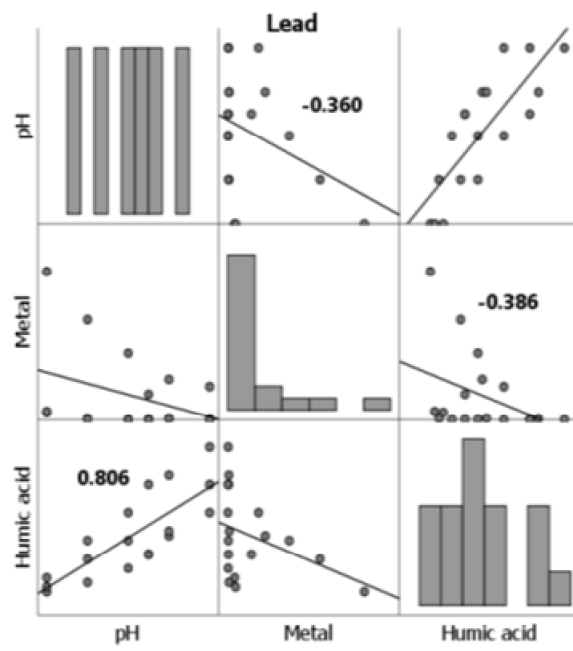 Lead
pH
-0.360
Metal
-0.386
Humic acid
0.806
pH Metal Humic acid